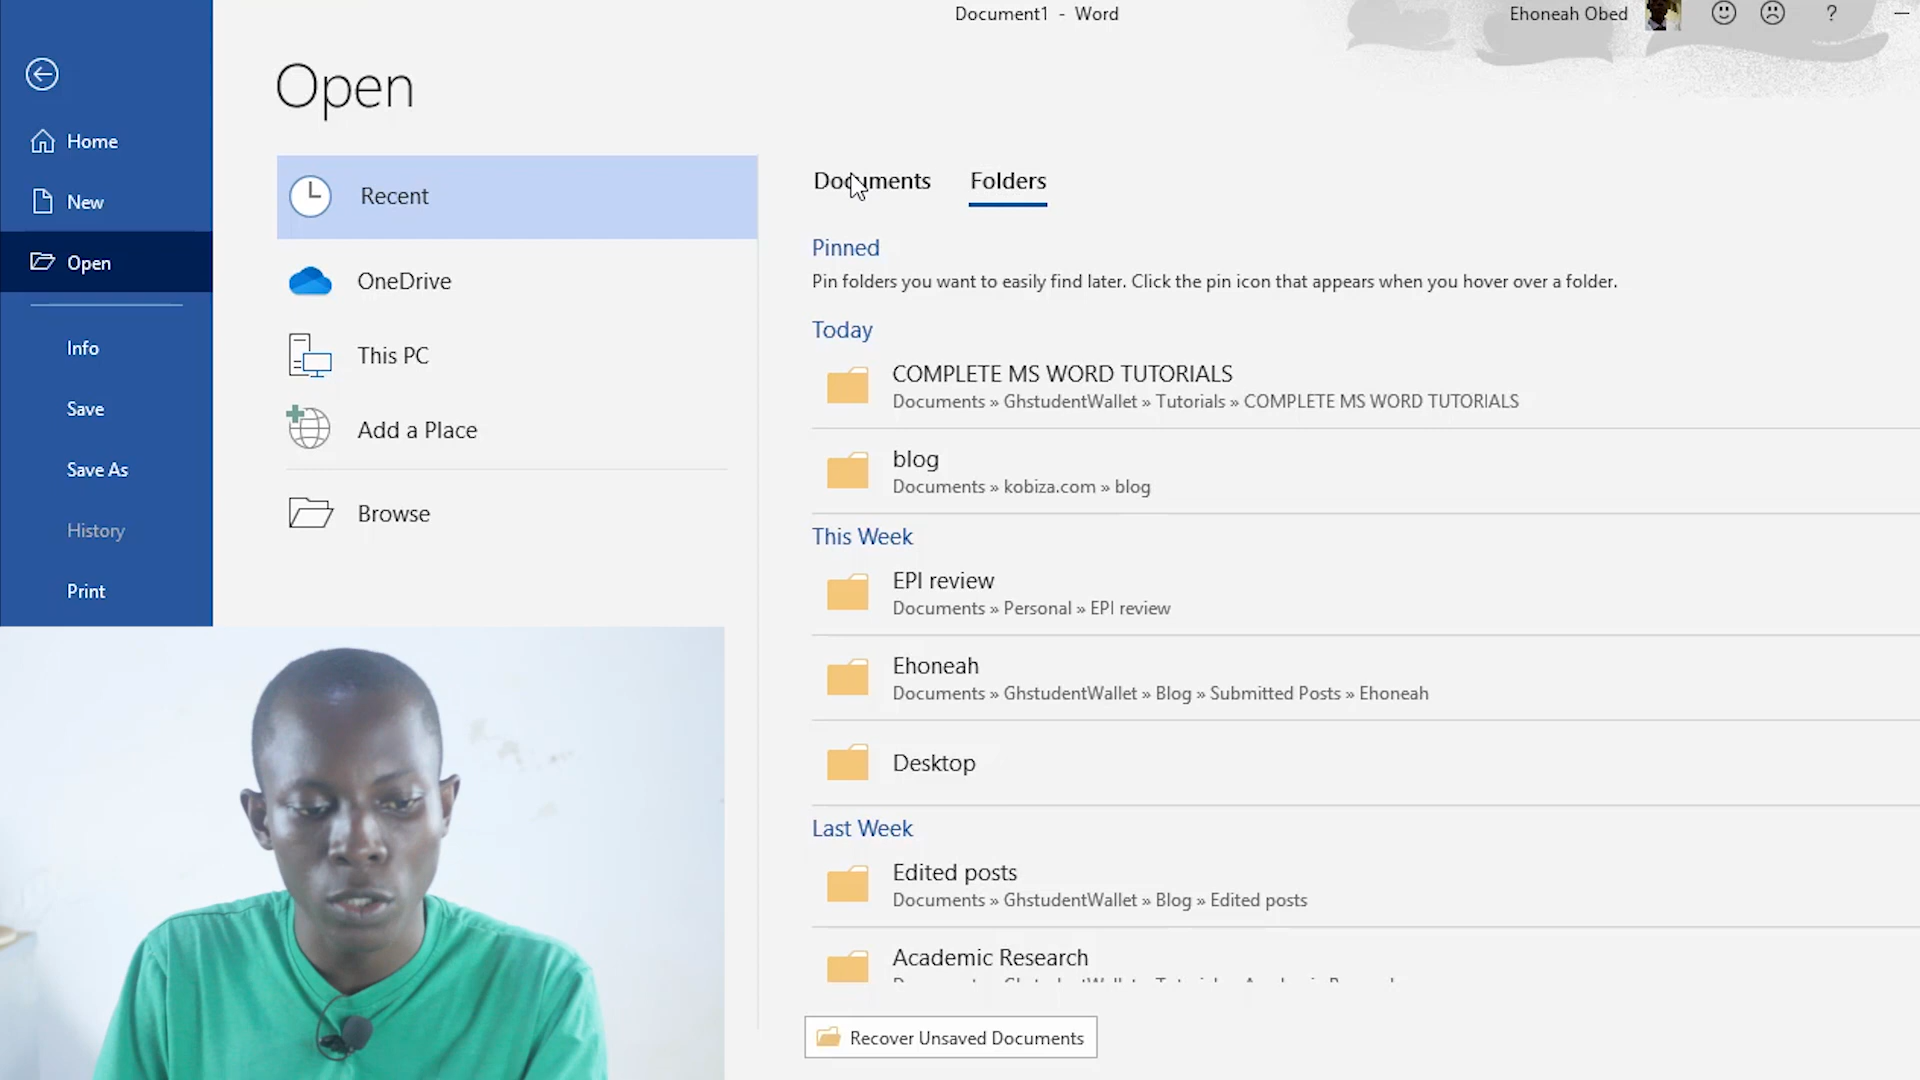 Document1 - Word
Ehoneah Obed
?
Open
Home
New
Open
Info
Save
Save As
History
Print
Recent
OneDrive
This PC
Add a Place
Browse
Documents
Folders
Pinned
Pin folders you want to easily find later. Click the pin icon that appears when you hover over a folder.
Today
COMPLETE MS WORD TUTORIALS
Documents » GhstudentWallet » Tutorials » COMPLETE MS WORD TUTORIALS
blog
Documents » kobiza.com » blog
This Week
EPI review
Documents » Personal » EPI review
Ehoneah
Documents » GhstudentWallet » Blog » Submitted Posts » Ehoneah
Desktop
Last Week
Edited posts
Documents » GhstudentWallet » Blog » Edited posts
Academic Research
Recover Unsaved Documents